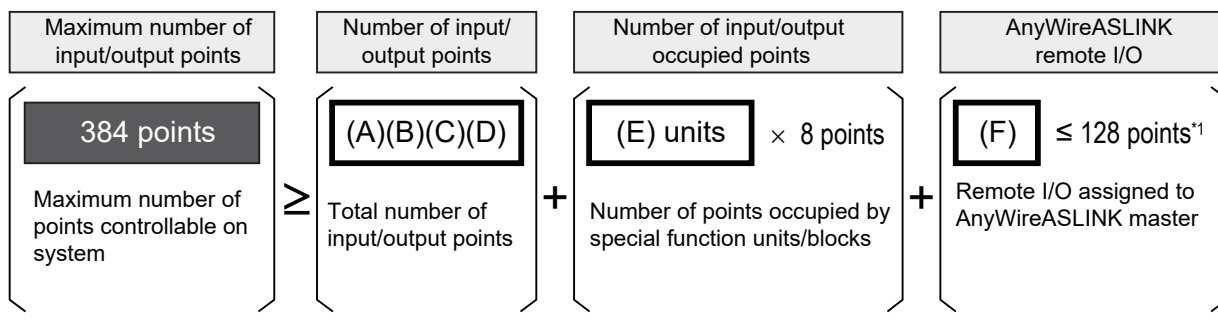 Maximum number of
input/output points
Number of input/
output points
Number of input/output
occupied points
AnyWireASLINK
remote I/O
384 points
≥
(A)(B)(C)(D)
+
(E) units × 8 points
+
(F) ≤ 128 points*1
Maximum number of
points controllable on
system
Total number of
input/output points
Number of points occupied by
special function units/blocks
Remote I/O assigned to
AnyWireASLINK master